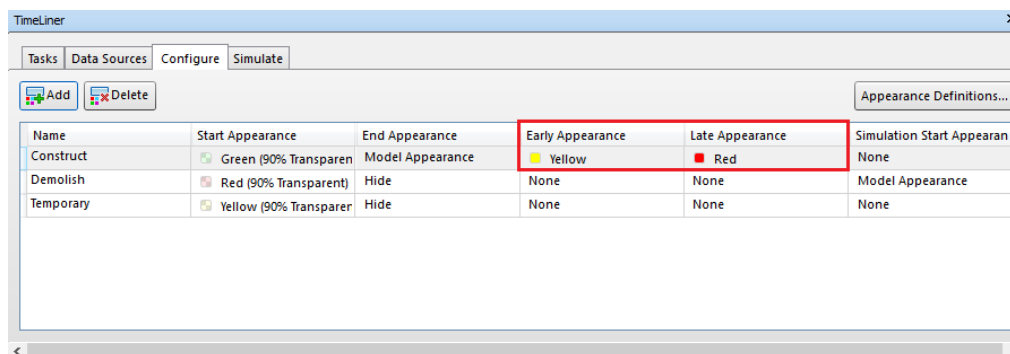 TimeLiner
Tasks Data Sources Configure Simulate
Add Delete Appearance Definitions...
Name Start Appearance End Appearance Early Appearance Late Appearance Simulation Start Appearan
Construct Green (90% Transparen Model Appearance Yellow Red None
Demolish Red (90% Transparent) Hide None None Model Appearance
Temporary Yellow (90% Transparer Hide None None None